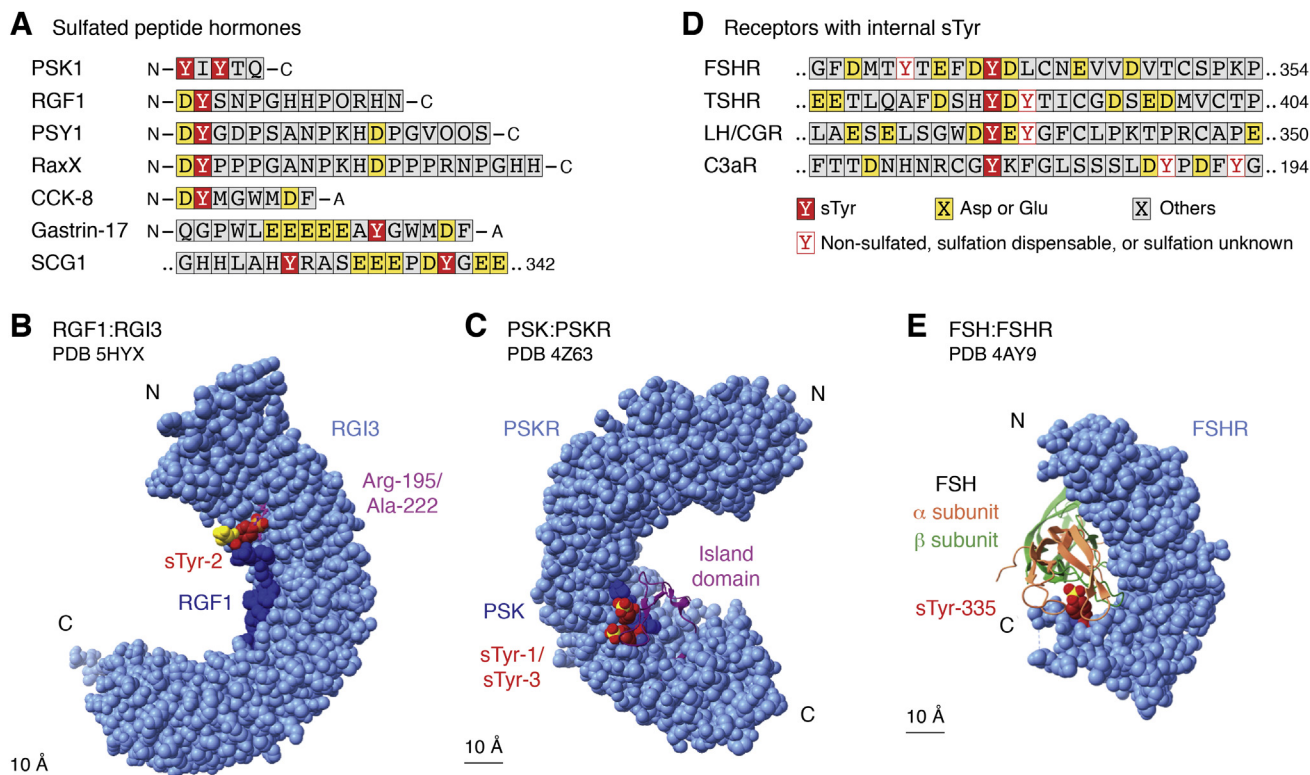 A Sulfated peptide hormones
PSK1 N–YIYTQ–C
RGF1 N–DYSNPGHHPORHN–C
PSY1 N–DYGDPSANPKHDPGVOOS–C
RaxX N–DYPPPGANPKHDPPPRNPGHH–C
CCK-8 N–DYMGWMDF–A
Gastrin-17 N–QGPWLEEEEEAYGWMDF–A
SCG1 ..GHHLAHYRASEEEPDYGEE..342
D Receptors with internal sTyr
FSHR ..GFDMTYTEFDYDLCNEVVDVTCSPKP..354
TSHR ..EETLQAFDSHYDYTICGDSEDMVCTP..404
LH/CGR ..LAESELSGWDYEYGFCLPKTPRCAPE..350
C3aR ..FTTDNHNRCGYKFGLSSSLDYPDFYG..194
Y sTyr X Asp or Glu X Others
Y Non-sulfated, sulfation dispensable, or sulfation unknown
B RGF1:RGI3
PDB 5HYX
N
RGI3
Arg-195/
Ala-222
sTyr-2
RGF1
C
10 Å
C PSK:PSKR
PDB 4Z63
N
PSKR
Island
domain
PSK
sTyr-1/
sTyr-3
C
10 Å
E FSH:FSHR
PDB 4AY9
N
FSHR
FSH
α subunit
β subunit
sTyr-335
C
10 Å